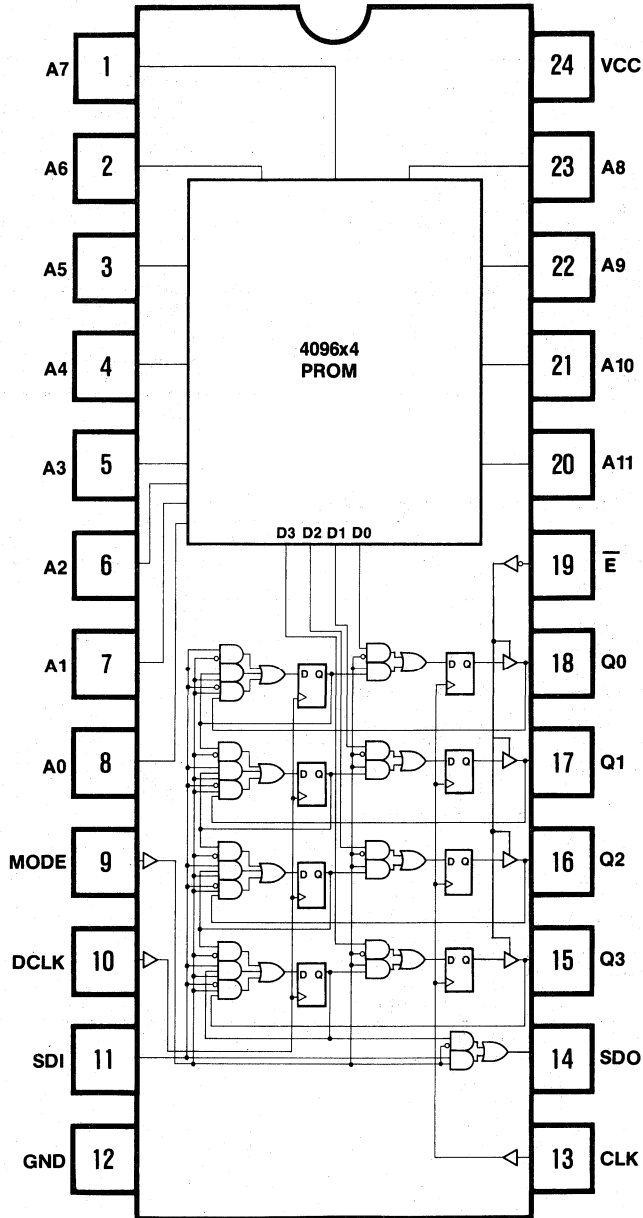 A7 1 24 VCC
A6 2 23 A8
A5 3 22 A9
A4 4 21 A10
A3 5 20 A11
4096x4
PROM
D3 D2 D1 D0
A2 6 19 E̅
A1 7 18 Q0
A0 8 17 Q1
MODE 9 16 Q2
DCLK 10 15 Q3
SDI 11 14 SDO
GND 12 13 CLK
D Q D Q
D Q D Q
D Q D Q
D Q D Q